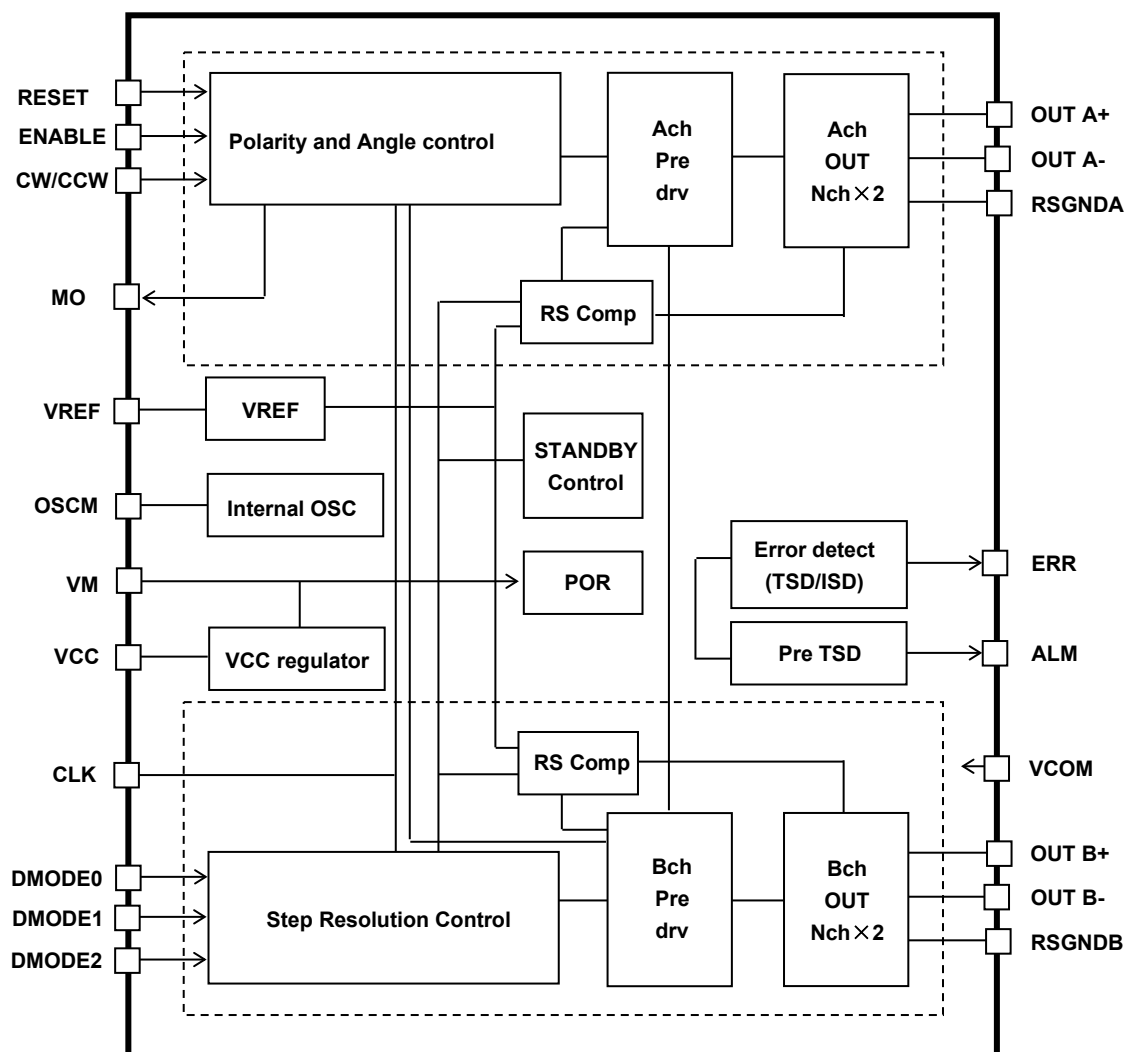 RESET
ENABLE
CW/CCW
MO
VREF
OSCM
VM
VCC
CLK
DMODE0
DMODE1
DMODE2
Polarity and Angle control
Ach
Pre
drv
Ach
OUT
Nch×2
RS Comp
VREF
STANDBY
Control
Internal OSC
POR
VCC regulator
Error detect
(TSD/ISD)
Pre TSD
RS Comp
Step Resolution Control
Bch
Pre
drv
Bch
OUT
Nch×2
OUT A+
OUT A-
RSGNDA
ERR
ALM
VCOM
OUT B+
OUT B-
RSGNDB